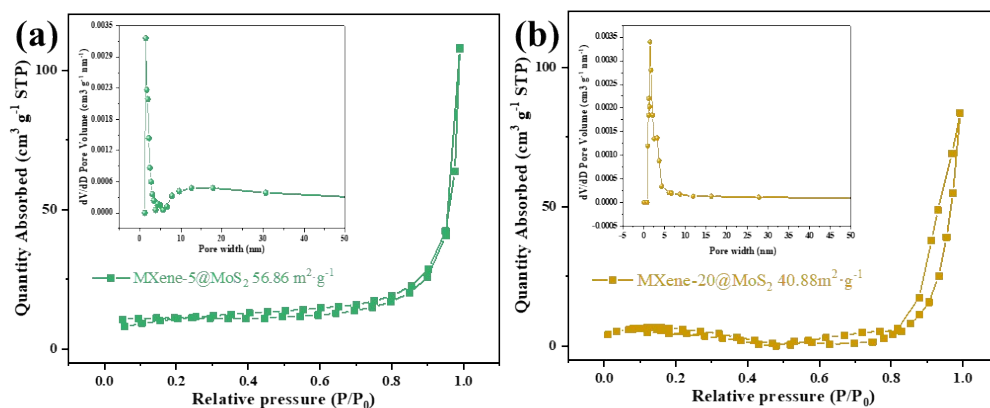 (a)
Quantity Absorbed (cm³ g⁻¹ STP)
100
50
0
0.0 0.2 0.4 0.6 0.8 1.0
Relative pressure (P/P₀)
MXene-5@MoS₂ 56.86 m²·g⁻¹
dV/dD Pore Volume (cm3 g⁻¹ nm⁻¹)
0.0035
0.0030
0.0024
0.0018
0.0012
0.0006
0.0000
0 10 20 30 40 50
Pore width (nm)
(b)
Quantity Absorbed (cm³ g⁻¹ STP)
100
50
0
0.0 0.2 0.4 0.6 0.8 1.0
Relative pressure (P/P₀)
MXene-20@MoS₂ 40.88m²·g⁻¹
dV/dD Pore Volume (cm3 g⁻¹ nm⁻¹)
0.0035
0.0030
0.0025
0.0020
0.0015
0.0010
0.0005
0.0000
-0.0005
-5 0 5 10 15 20 25 30 35 40 45 50
Pore width (nm)